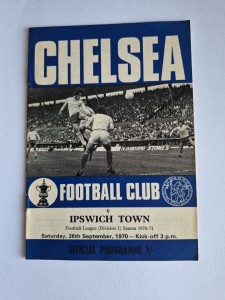 CHELSEA
FOOTBALL CLUB
v
IPSWICH TOWN
Football League (Division 1) Season 1970-71
Saturday, 26th September, 1970—Kick-off 3 p.m.
OFFICIAL PROGRAMME 1/-